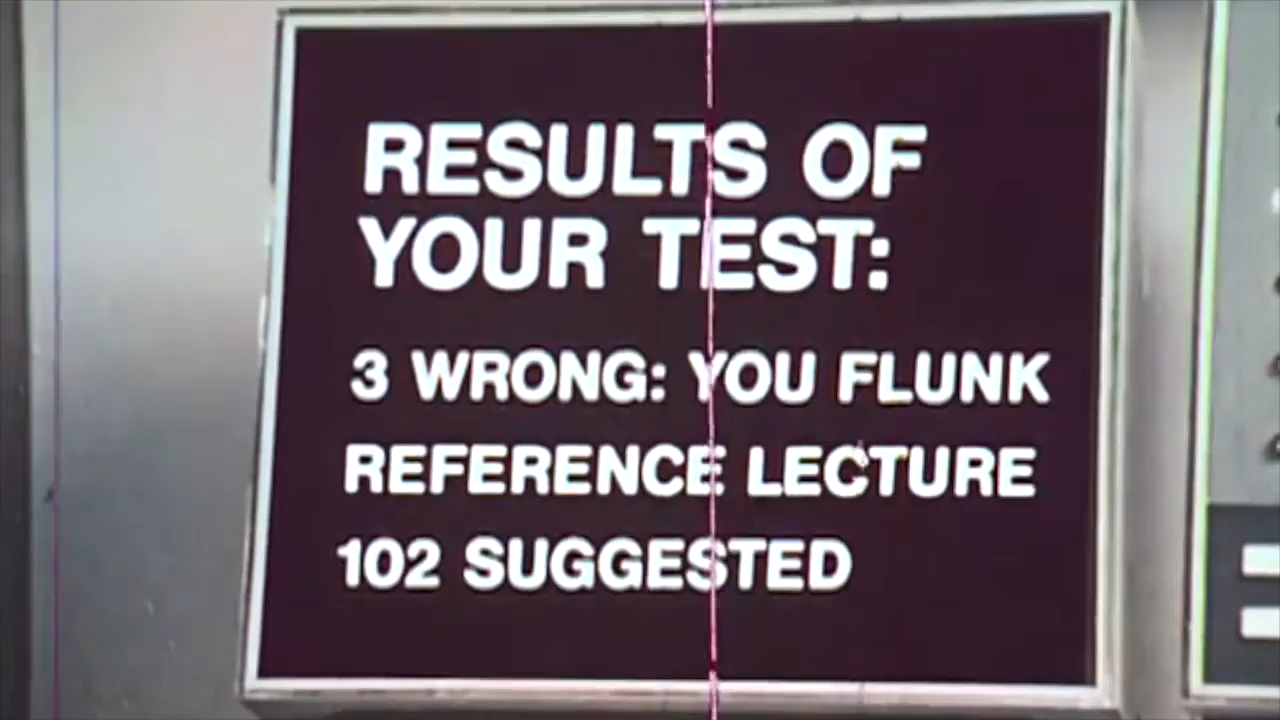 RESULTS OF
YOUR TEST:
3 WRONG: YOU FLUNK
REFERENCE LECTURE
102 SUGGESTED